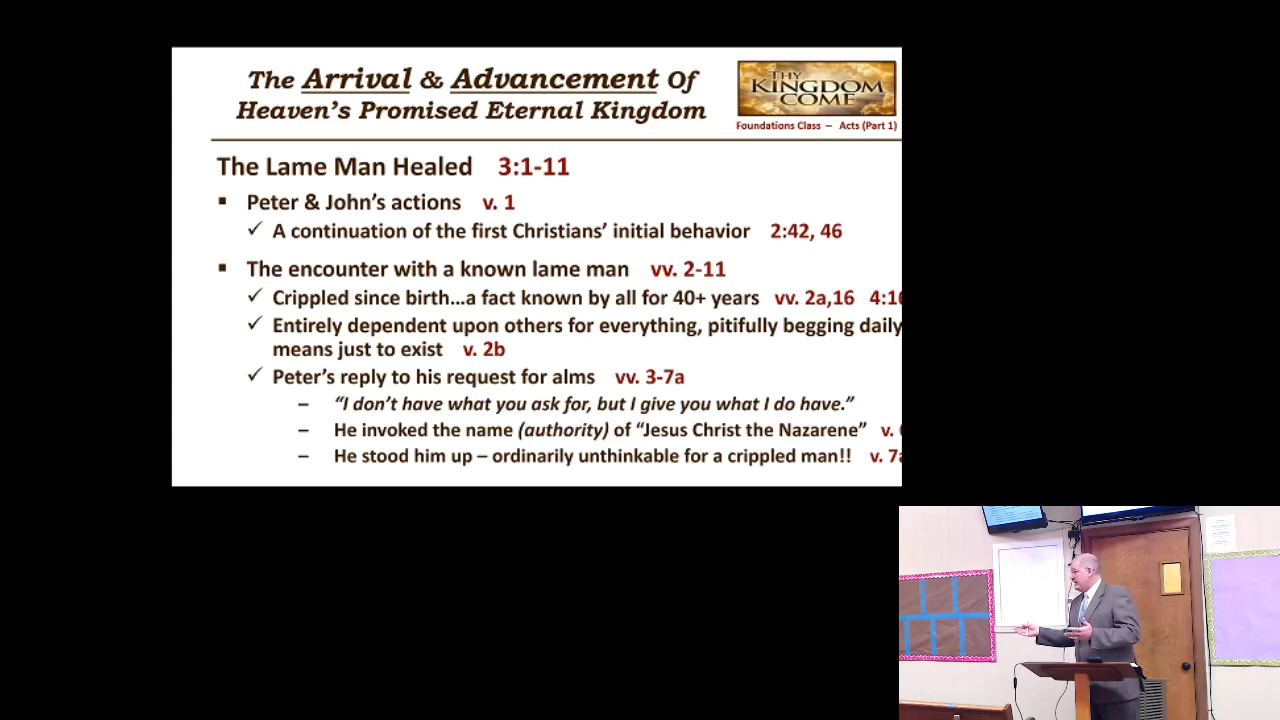 The Arrival & Advancement Of
Heaven's Promised Eternal Kingdom
THY
KINGDOM
COME
Foundations Class – Acts (Part 1)
The Lame Man Healed 3:1-11
▪ Peter & John's actions v. 1
✓ A continuation of the first Christians' initial behavior 2:42, 46
▪ The encounter with a known lame man vv. 2-11
✓ Crippled since birth…a fact known by all for 40+ years vv. 2a,16 4:1
✓ Entirely dependent upon others for everything, pitifully begging daily
means just to exist v. 2b
✓ Peter's reply to his request for alms vv. 3-7a
– "I don't have what you ask for, but I give you what I do have."
– He invoked the name (authority) of "Jesus Christ the Nazarene" v.
– He stood him up – ordinarily unthinkable for a crippled man!! v. 7a